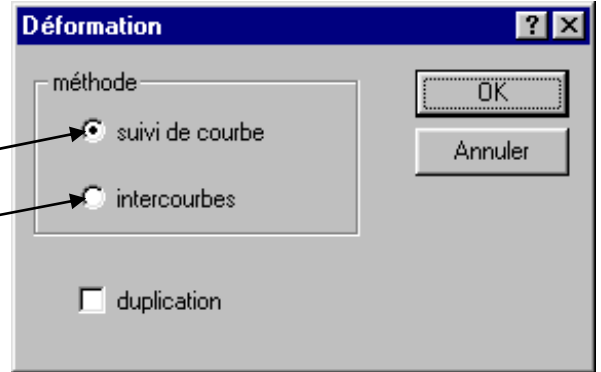 Déformation
méthode
suivi de courbe
intercourbes
duplication
OK
Annuler